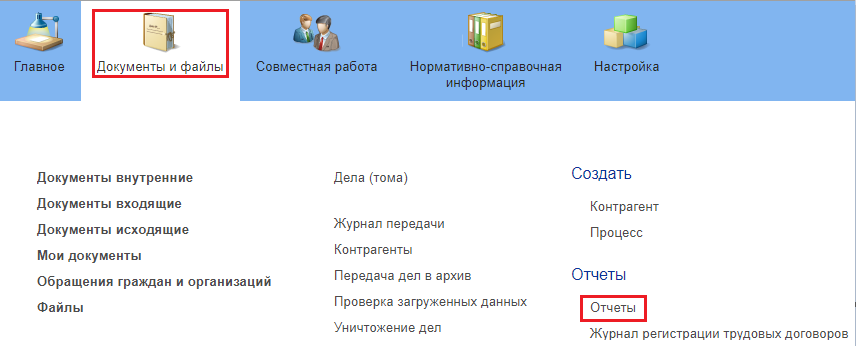 Главное
Документы и файлы
Совместная работа
Нормативно-справочная
информация
Настройка
Документы внутренние
Документы входящие
Документы исходящие
Мои документы
Обращения граждан и организаций
Файлы
Дела (тома)
Журнал передачи
Контрагенты
Передача дел в архив
Проверка загруженных данных
Уничтожение дел
Создать
Контрагент
Процесс
Отчеты
Отчеты
Журнал регистрации трудовых договоров